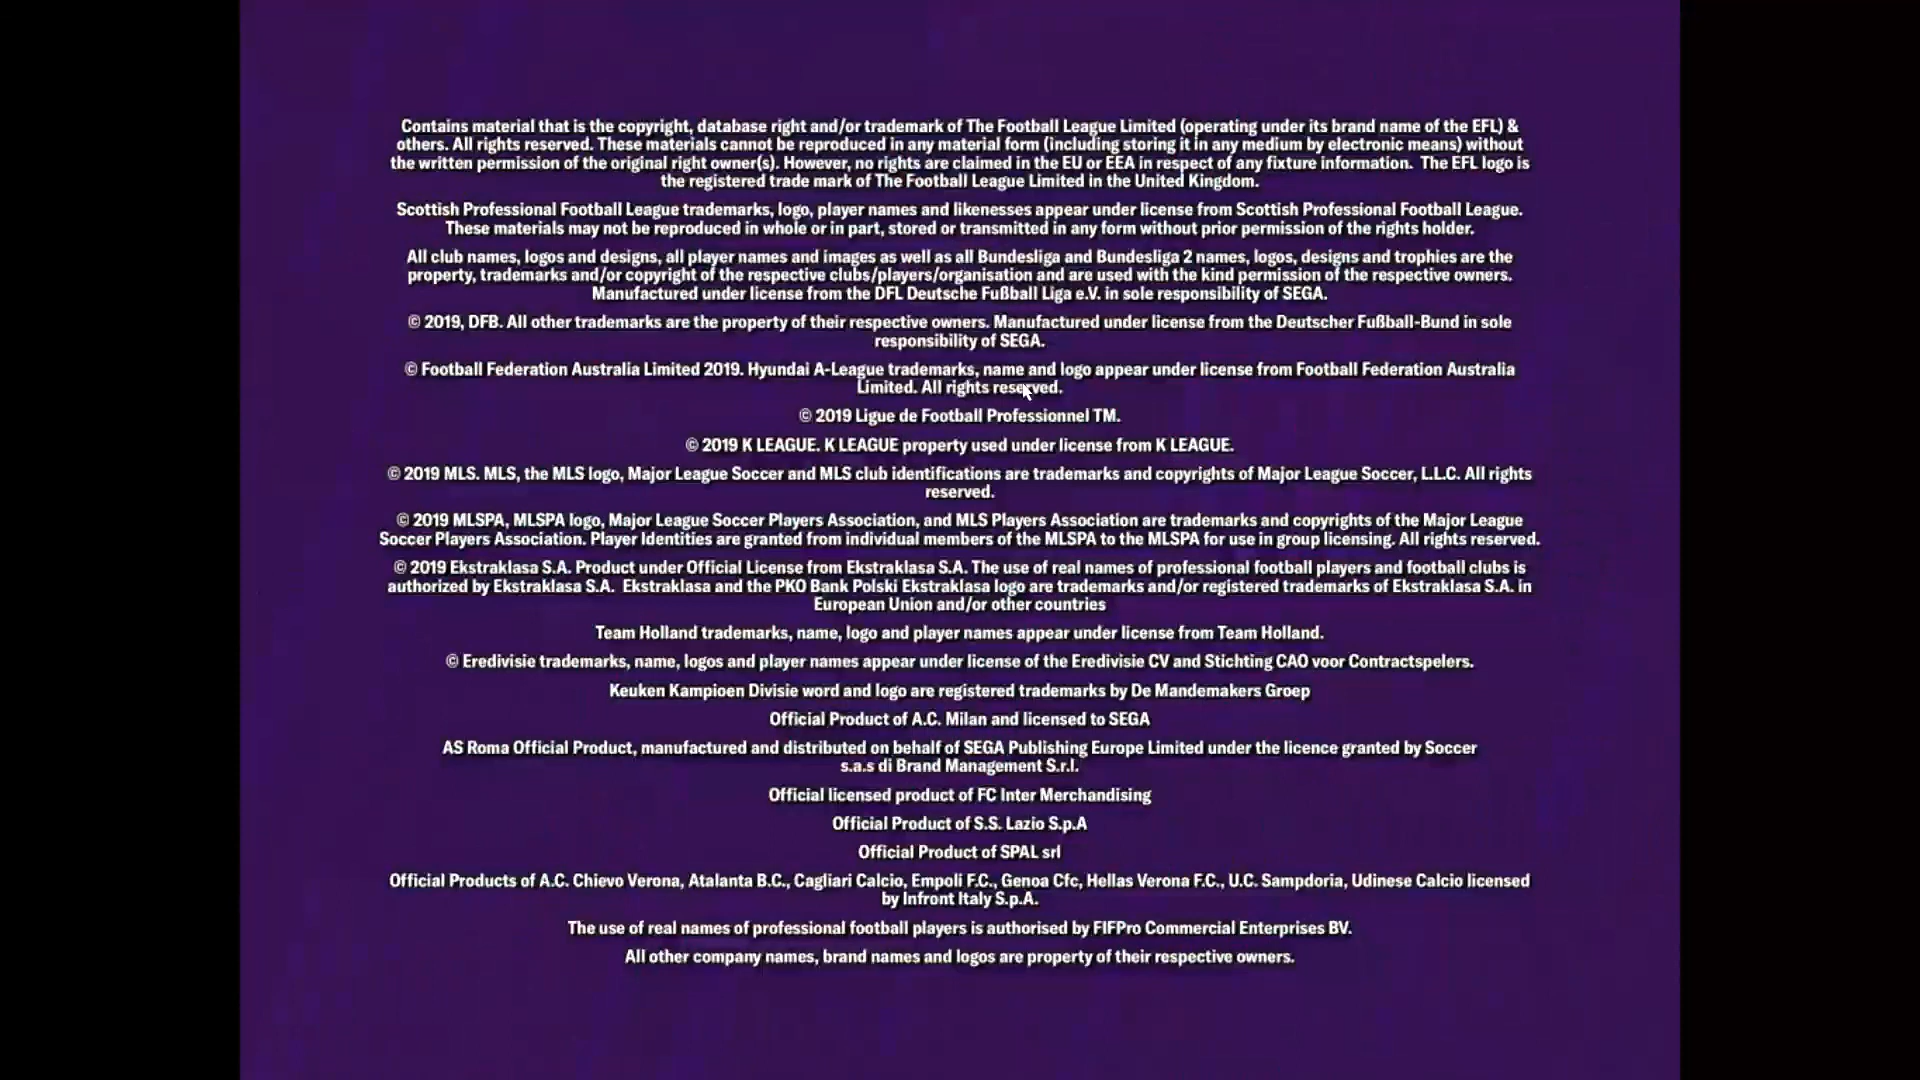 Contains material that is the copyright, database right and/or trademark of The Football League Limited (operating under its brand name of the EFL) &
others. All rights reserved. These materials cannot be reproduced in any material form (including storing it in any medium by electronic means) without
the written permission of the original right owner(s). However, no rights are claimed in the EU or EEA in respect of any fixture information. The EFL logo is
the registered trade mark of The Football League Limited in the United Kingdom.
Scottish Professional Football League trademarks, logo, player names and likenesses appear under license from Scottish Professional Football League.
These materials may not be reproduced in whole or in part, stored or transmitted in any form without prior permission of the rights holder.
All club names, logos and designs, all player names and images as well as all Bundesliga and Bundesliga 2 names, logos, designs and trophies are the
property, trademarks and/or copyright of the respective clubs/players/organisation and are used with the kind permission of the respective owners.
Manufactured under license from the DFL Deutsche Fußball Liga e.V. in sole responsibility of SEGA.
© 2019, DFB. All other trademarks are the property of their respective owners. Manufactured under license from the Deutscher Fußball-Bund in sole
responsibility of SEGA.
© Football Federation Australia Limited 2019. Hyundai A-League trademarks, name and logo appear under license from Football Federation Australia
Limited. All rights reserved.
© 2019 Ligue de Football Professionnel TM.
© 2019 K LEAGUE. K LEAGUE property used under license from K LEAGUE.
© 2019 MLS. MLS, the MLS logo, Major League Soccer and MLS club identifications are trademarks and copyrights of Major League Soccer, L.L.C. All rights
reserved.
© 2019 MLSPA, MLSPA logo, Major League Soccer Players Association, and MLS Players Association are trademarks and copyrights of the Major League
Soccer Players Association. Player Identities are granted from individual members of the MLSPA to the MLSPA for use in group licensing. All rights reserved.
© 2019 Ekstraklasa S.A. Product under Official License from Ekstraklasa S.A. The use of real names of professional football players and football clubs is
authorized by Ekstraklasa S.A. Ekstraklasa and the PKO Bank Polski Ekstraklasa logo are trademarks and/or registered trademarks of Ekstraklasa S.A. in
European Union and/or other countries
Team Holland trademarks, name, logo and player names appear under license from Team Holland.
© Eredivisie trademarks, name, logos and player names appear under license of the Eredivisie CV and Stichting CAO voor Contractspelers.
Keuken Kampioen Divisie word and logo are registered trademarks by De Mandemakers Groep
Official Product of A.C. Milan and licensed to SEGA
AS Roma Official Product, manufactured and distributed on behalf of SEGA Publishing Europe Limited under the licence granted by Soccer
s.a.s di Brand Management S.r.l.
Official licensed product of FC Inter Merchandising
Official Product of S.S. Lazio S.p.A
Official Product of SPAL srl
Official Products of A.C. Chievo Verona, Atalanta B.C., Cagliari Calcio, Empoli F.C., Genoa Cfc, Hellas Verona F.C., U.C. Sampdoria, Udinese Calcio licensed
by Infront Italy S.p.A.
The use of real names of professional football players is authorised by FIFPro Commercial Enterprises BV.
All other company names, brand names and logos are property of their respective owners.